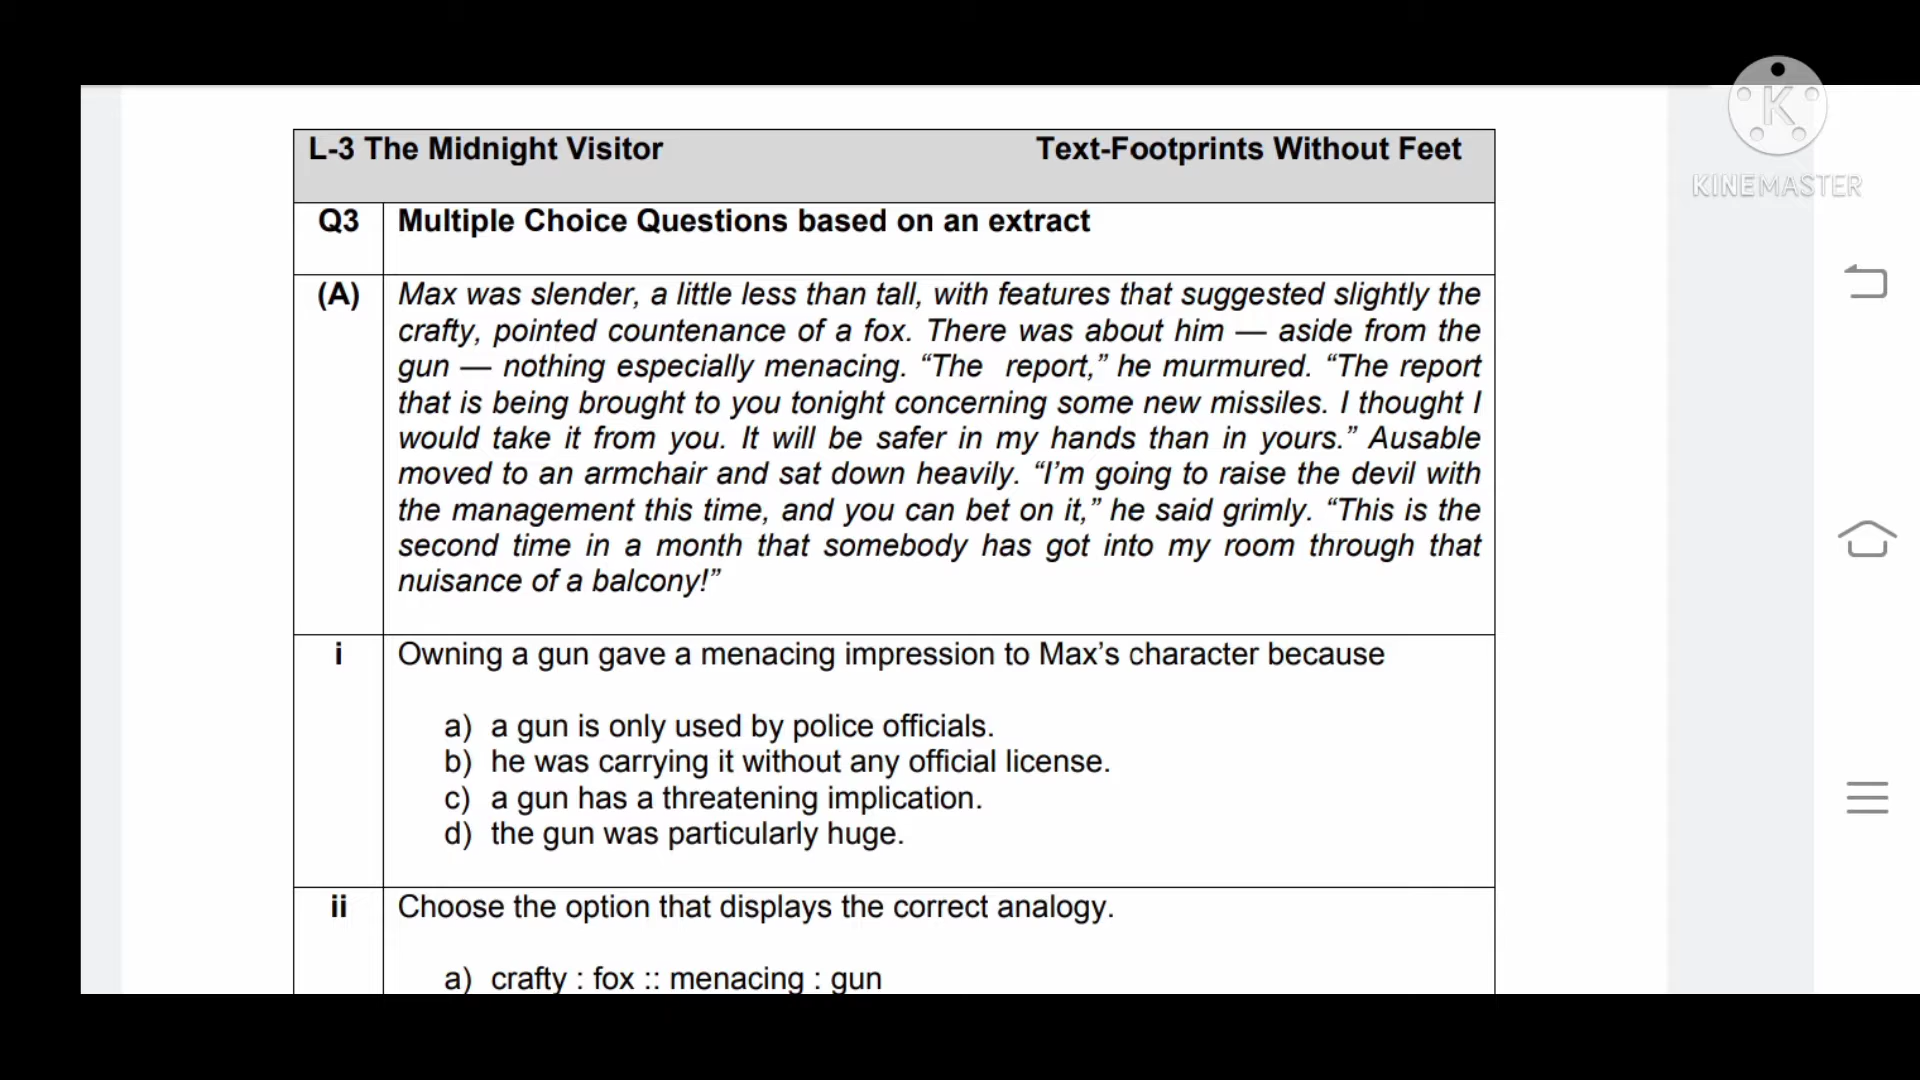 L-3 The Midnight Visitor Text-Footprints Without Feet
KINEMASTER
Q3 Multiple Choice Questions based on an extract
(A) Max was slender, a little less than tall, with features that suggested slightly the
crafty, pointed countenance of a fox. There was about him — aside from the
gun — nothing especially menacing. “The report,” he murmured. “The report
that is being brought to you tonight concerning some new missiles. I thought I
would take it from you. It will be safer in my hands than in yours.” Ausable
moved to an armchair and sat down heavily. “I’m going to raise the devil with
the management this time, and you can bet on it,” he said grimly. “This is the
second time in a month that somebody has got into my room through that
nuisance of a balcony!”
i Owning a gun gave a menacing impression to Max’s character because
a) a gun is only used by police officials.
b) he was carrying it without any official license.
c) a gun has a threatening implication.
d) the gun was particularly huge.
ii Choose the option that displays the correct analogy.
a) crafty : fox :: menacing : gun